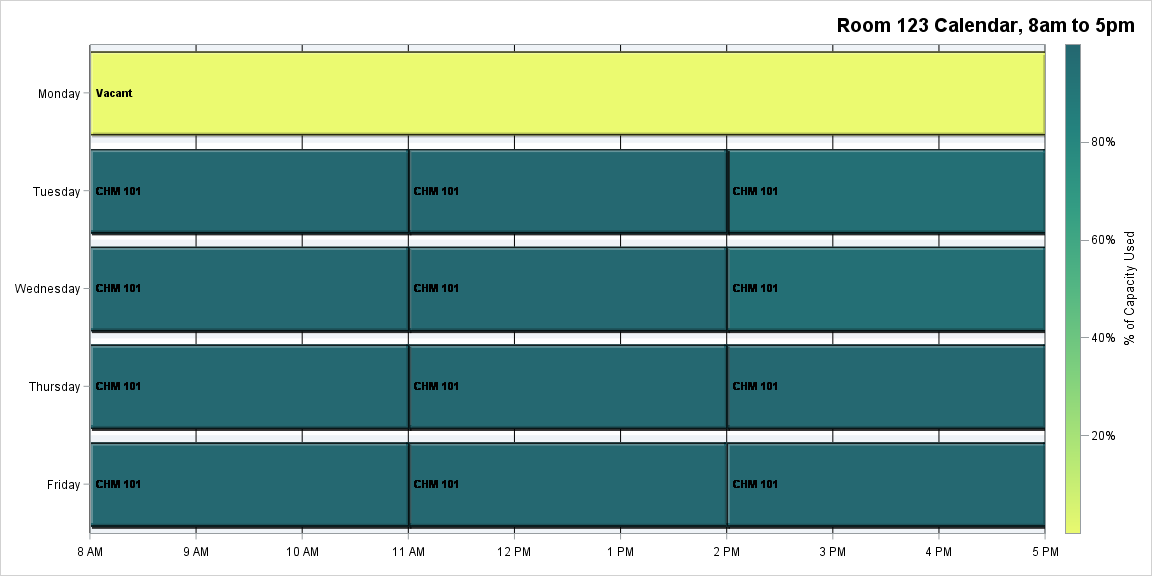 Room 123 Calendar, 8am to 5pm
Monday
Vacant
Tuesday
CHM 101
CHM 101
CHM 101
Wednesday
CHM 101
CHM 101
CHM 101
Thursday
CHM 101
CHM 101
CHM 101
Friday
CHM 101
CHM 101
CHM 101
8 AM
9 AM
10 AM
11 AM
12 PM
1 PM
2 PM
3 PM
4 PM
5 PM
80%
60%
40%
20%
% of Capacity Used